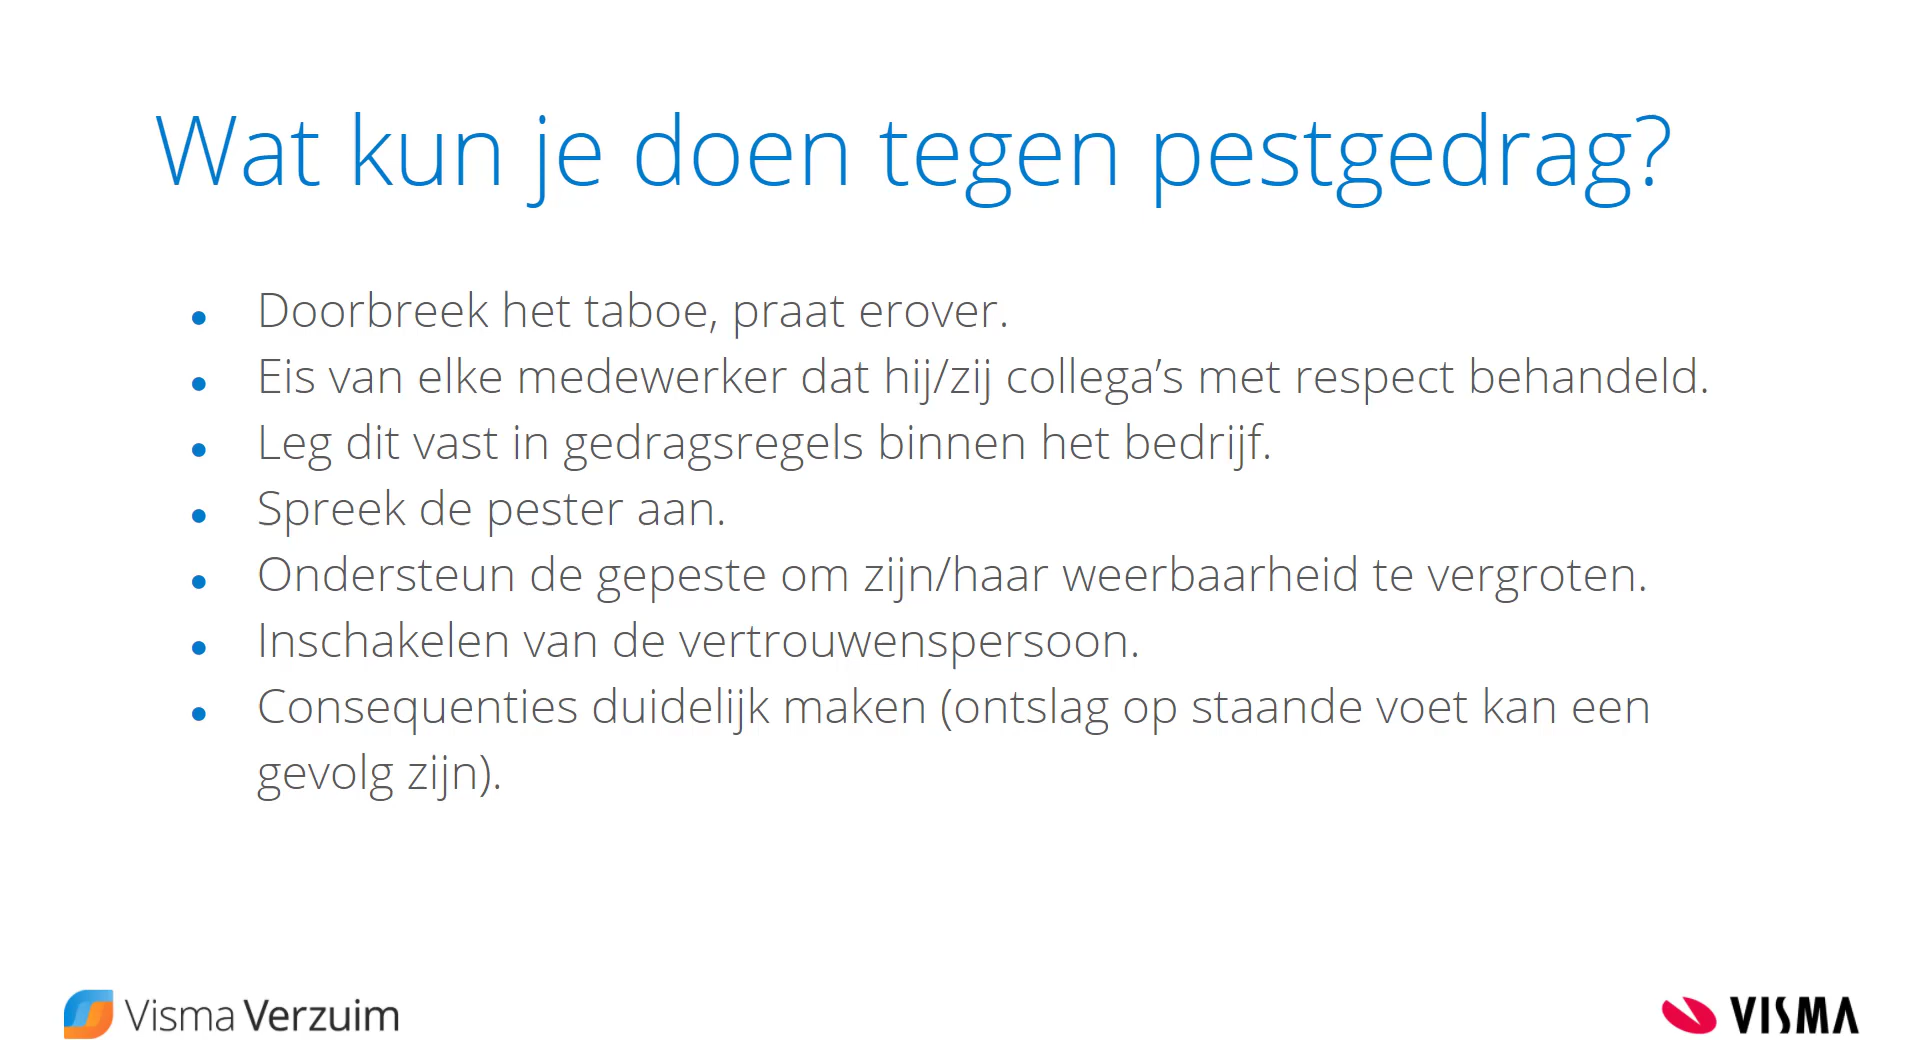 Wat kun je doen tegen pestgedrag?
• Doorbreek het taboe, praat erover.
• Eis van elke medewerker dat hij/zij collega’s met respect behandeld.
• Leg dit vast in gedragsregels binnen het bedrijf.
• Spreek de pester aan.
• Ondersteun de gepeste om zijn/haar weerbaarheid te vergroten.
• Inschakelen van de vertrouwenspersoon.
• Consequenties duidelijk maken (ontslag op staande voet kan een
gevolg zijn).
Visma Verzuim
VISMA